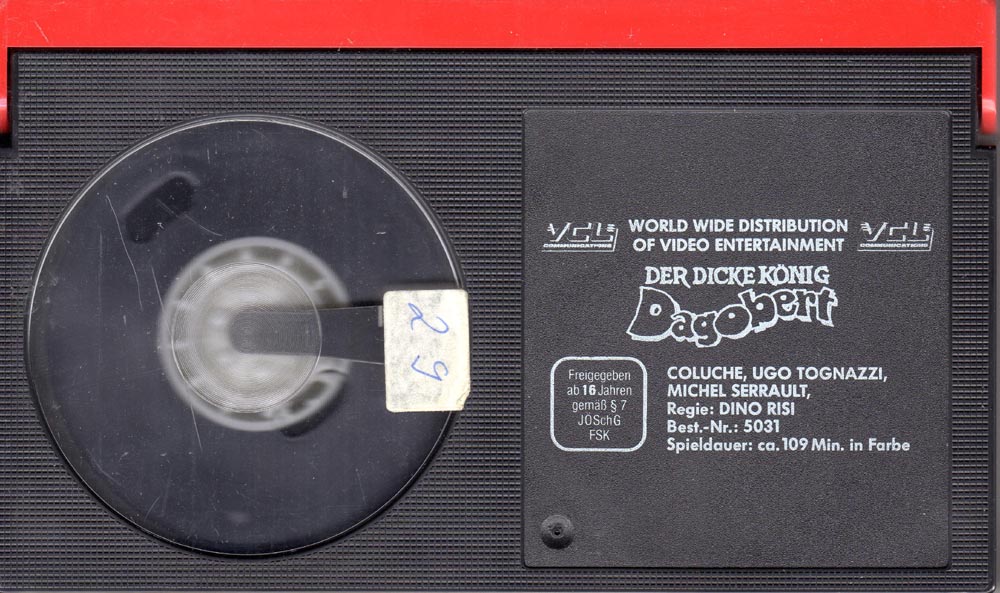 29
VCL COMMUNICATIONS WORLD WIDE DISTRIBUTION VCL COMMUNICATIONS
OF VIDEO ENTERTAINMENT
DER DICKE KÖNIG
Dagobert
Freigegeben
ab 16 Jahren
gemäß § 7
JÖSchG
FSK
COLUCHE, UGO TOGNAZZI,
MICHEL SERRAULT,
Regie: DINO RISI
Best.-Nr.: 5031
Spieldauer: ca. 109 Min. in Farbe